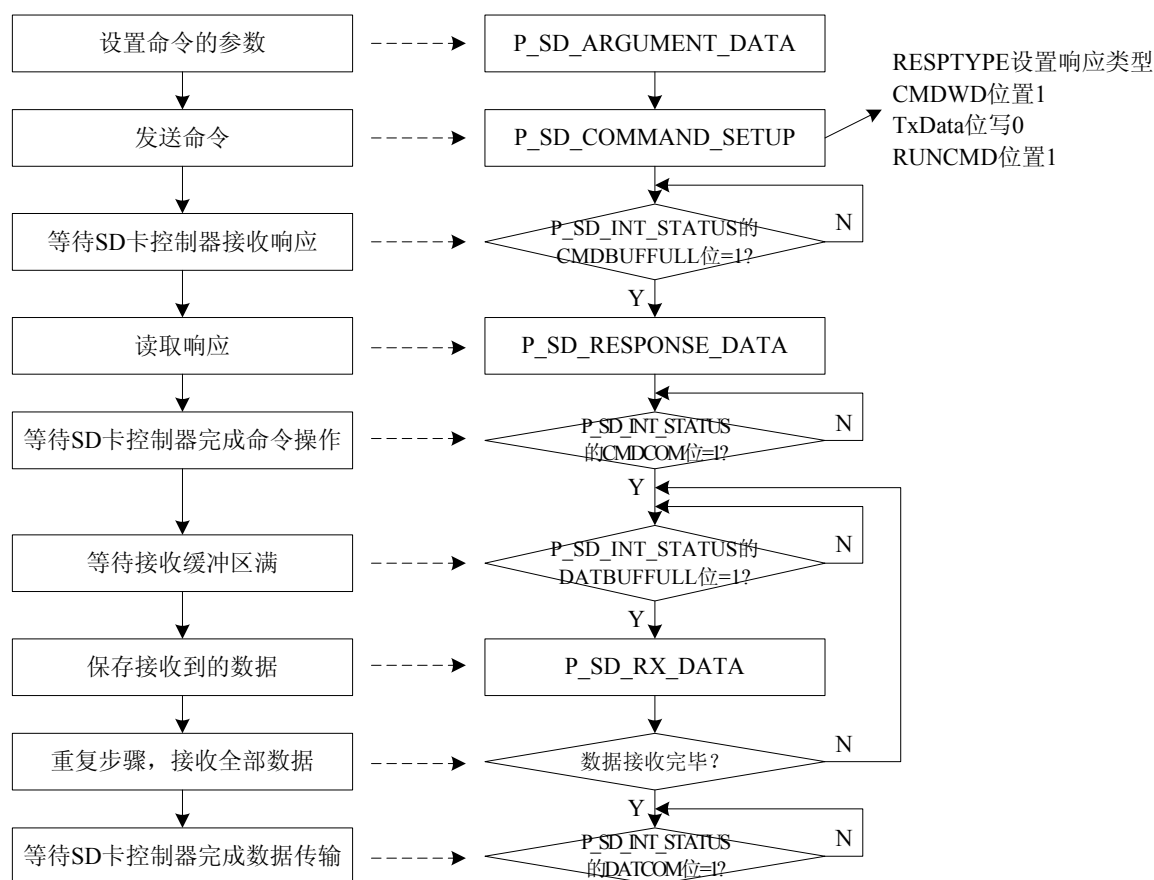 设置命令的参数
P_SD_ARGUMENT_DATA
RESPTYPE设置响应类型
CMDWD位置1
TxData位写0
RUNCMD位置1
发送命令
P_SD_COMMAND_SETUP
等待SD卡控制器接收响应
P_SD_INT_STATUS的
CMDBUFFULL位=1?
N
Y
读取响应
P_SD_RESPONSE_DATA
等待SD卡控制器完成命令操作
P_SD_INT_STATUS
的CMDCOM位=1?
N
Y
等待接收缓冲区满
P_SD_INT_STATUS的
DATBUFFULL位=1?
N
Y
保存接收到的数据
P_SD_RX_DATA
重复步骤，接收全部数据
数据接收完毕？
N
Y
等待SD卡控制器完成数据传输
P_SD_INT_STATUS
的DATCOM位=1?
N